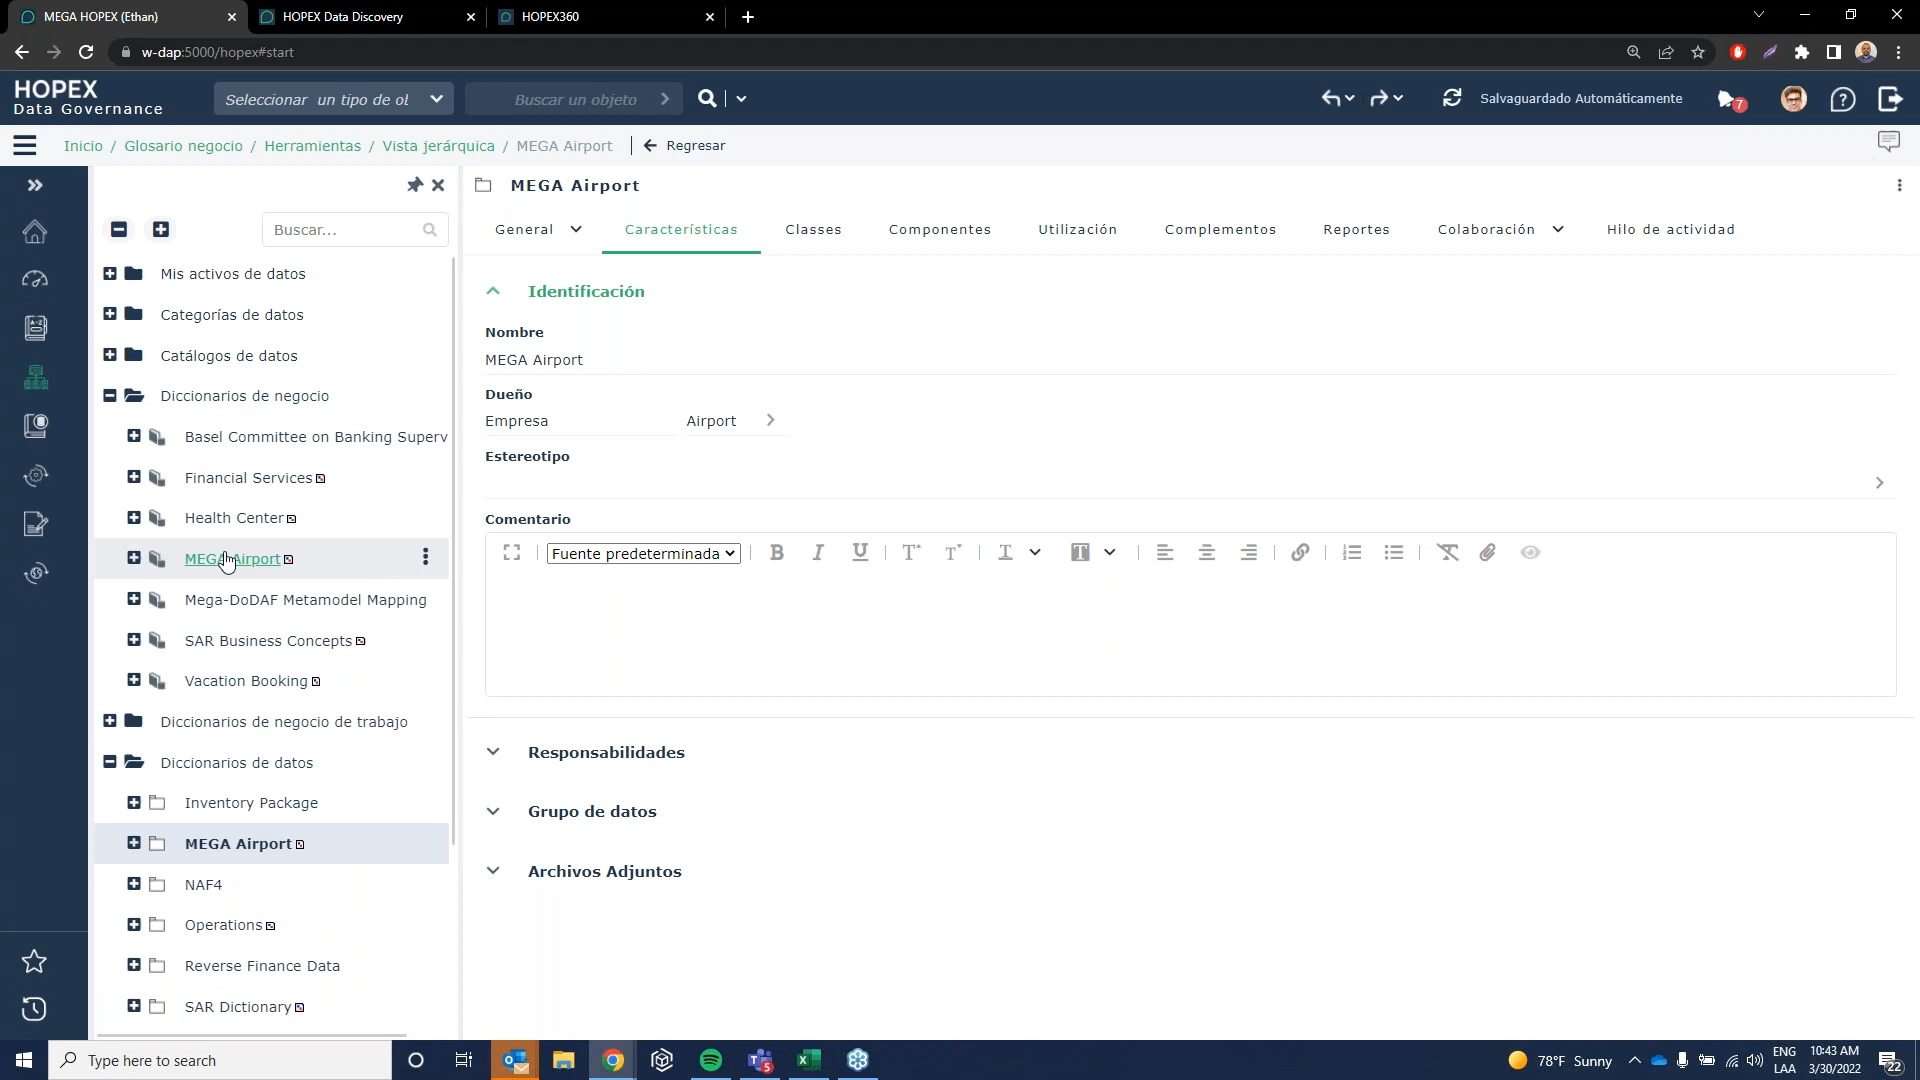 MEGA HOPEX (Ethan)
HOPEX Data Discovery
HOPEX360
w-dap:5000/hopex#start
HOPEX
Data Governance
Seleccionar un tipo de ol
Buscar un objeto
Salvaguardado Automáticamente
7
Inicio / Glosario negocio / Herramientas / Vista jerárquica / MEGA Airport
Regresar
MEGA Airport
Buscar...
General
Características
Classes
Componentes
Utilización
Complementos
Reportes
Colaboración
Hilo de actividad
Mis activos de datos
Categorías de datos
Catálogos de datos
Diccionarios de negocio
Basel Committee on Banking Superv
Financial Services
Health Center
MEGA Airport
Mega-DoDAF Metamodel Mapping
SAR Business Concepts
Vacation Booking
Diccionarios de negocio de trabajo
Diccionarios de datos
Inventory Package
MEGA Airport
NAF4
Operations
Reverse Finance Data
SAR Dictionary
Identificación
Nombre
MEGA Airport
Dueño
Empresa
Airport
Estereotipo
Comentario
Fuente predeterminada
B I U T T T T
Responsabilidades
Grupo de datos
Archivos Adjuntos
Type here to search
5
78°F Sunny
ENG
LAA
10:43 AM
3/30/2022
22